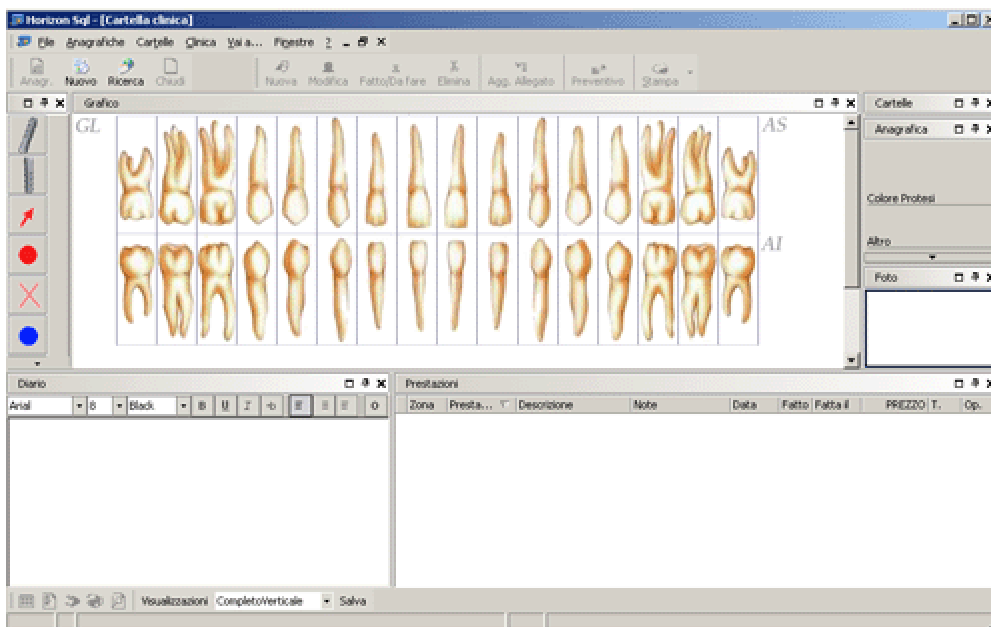 Horizon Sql - [Cartella clinica]
File Anagrafiche Cartelle Clinica Vai a... Finestre ?
Anagr. Nuovo Ricerca Chiudi Nuova Modifica Fatto/Da fare Elimina Agg. Allegato Preventivo Stampa
Grafico
Cartelle
GL
AS
Anagrafica
Colore Protesi
AI
Altro
Foto
Diario
Prestazioni
Arial 8 Black B U I
Zona Presta... Descrizione Note Data Fatto Fatta il PREZZO T. Op.
Visualizzazioni CompletoVerticale Salva